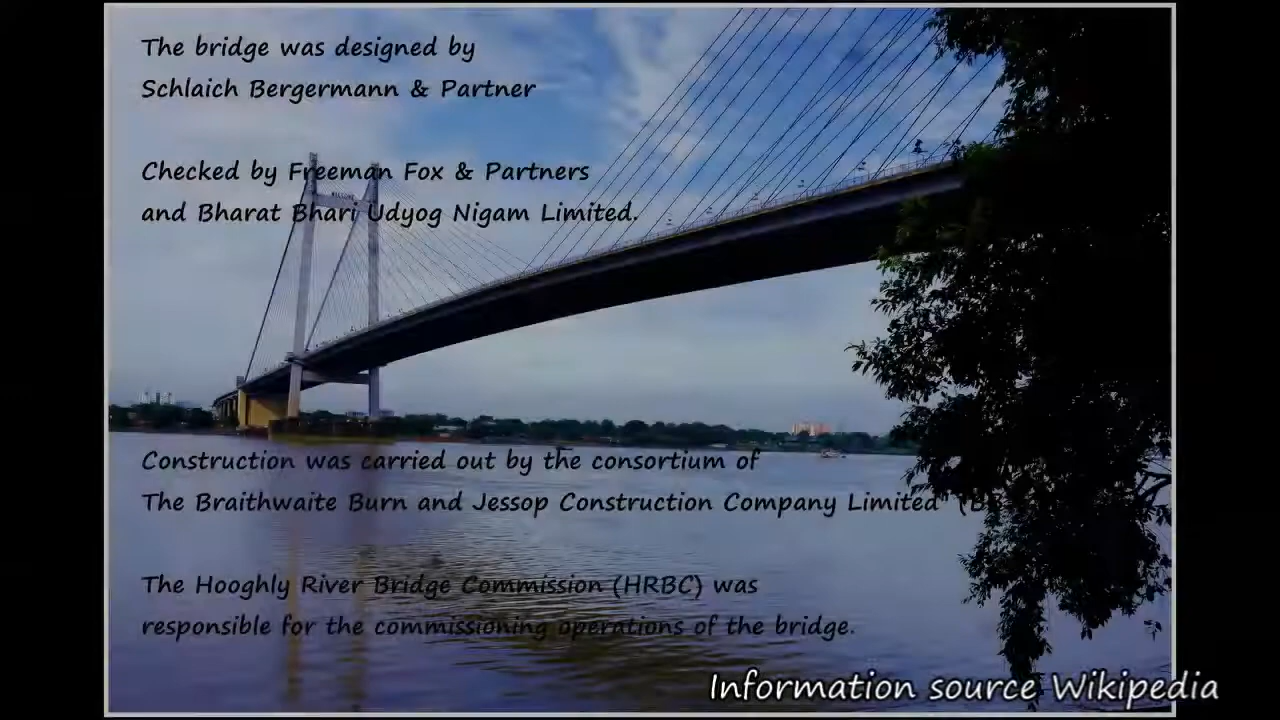 The bridge was designed by
Schlaich Bergermann & Partner
Checked by Freeman Fox & Partners
and Bharat Bhari Udyog Nigam Limited.
Construction was carried out by the consortium of
The Braithwaite Burn and Jessop Construction Company Limited"
The Hooghly River Bridge Commission (HRBC) was
responsible for the commissioning operations of the bridge.
Information source Wikipedia